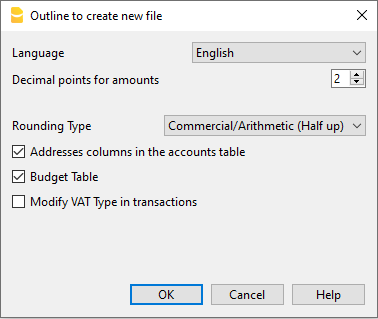 Outline to create new file
Language English
Decimal points for amounts 2
Rounding Type Commercial/Arithmetic (Half up)
Addresses columns in the accounts table
Budget Table
Modify VAT Type in transactions
OK Cancel Help